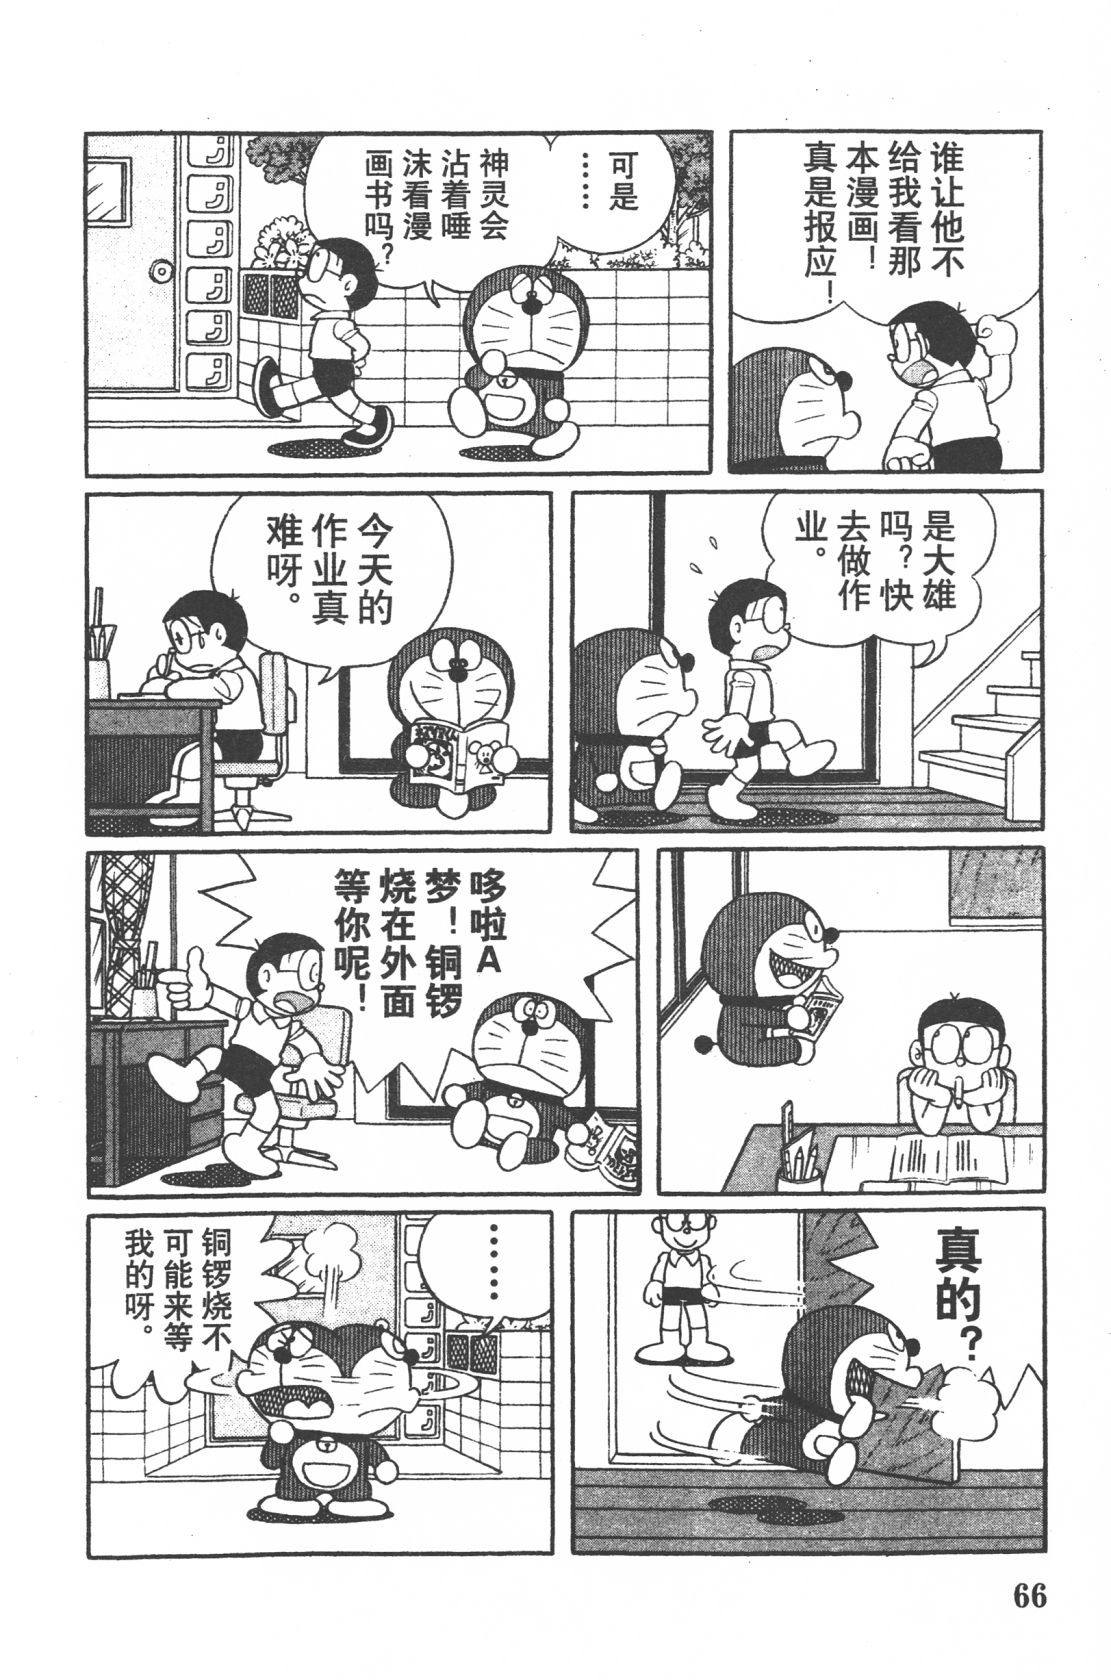 谁让他不
给我看那
本漫画！
真是报应！
可是
……
神灵会
沾着唾
沫看漫
画书吗？
是大雄
吗？快
去做作
业。
今天的
作业真
难呀。
哆啦A
梦！铜锣
烧在外面
等你呢！
真的？
……
铜锣烧不
可能来等
我的呀。
66